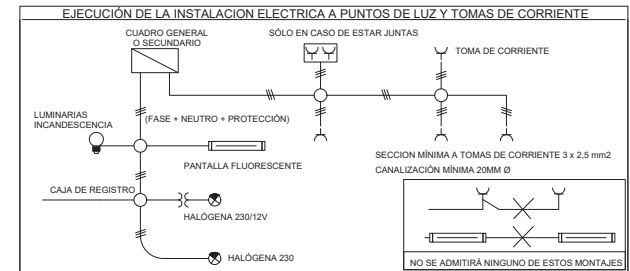 EJECUCIÓN DE LA INSTALACION ELECTRICA A PUNTOS DE LUZ Y TOMAS DE CORRIENTE
CUADRO GENERAL
O SECUNDARIO
SÓLO EN CASO DE ESTAR JUNTAS
TOMA DE CORRIENTE
LUMINARIAS
INCANDESCENCIA
(FASE + NEUTRO + PROTECCIÓN)
PANTALLA FLUORESCENTE
SECCION MÍNIMA A TOMAS DE CORRIENTE 3 x 2,5 mm2
CANALIZACIÓN MÍNIMA 20MM Ø
CAJA DE REGISTRO
HALÓGENA 230/12V
HALÓGENA 230
NO SE ADMITIRÁ NINGUNO DE ESTOS MONTAJES